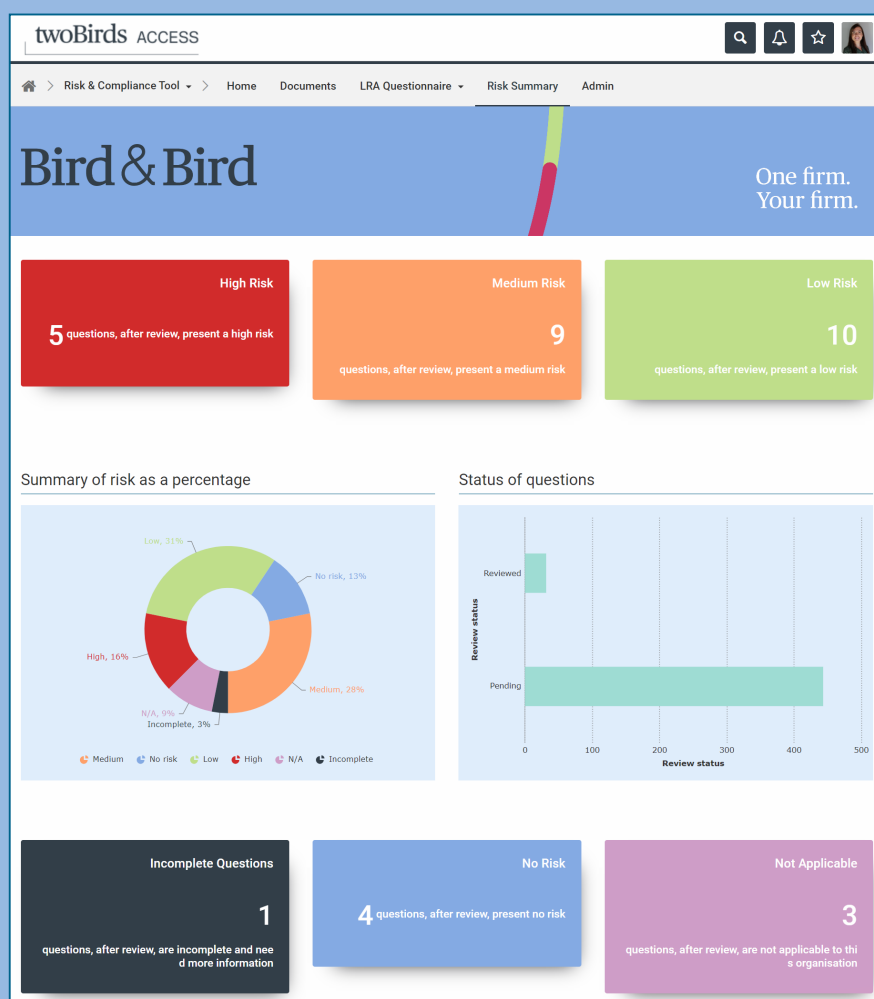 twoBirds ACCESS
Risk & Compliance Tool
Home
Documents
LRA Questionnaire
Risk Summary
Admin
Bird & Bird
One firm.
Your firm.
High Risk
5 questions, after review, present a high risk
Medium Risk
9
questions, after review, present a medium risk
Low Risk
10
questions, after review, present a low risk
Summary of risk as a percentage
Low, 31%
No risk, 13%
High, 16%
Medium, 28%
N/A, 9%
Incomplete, 3%
Medium No risk Low High N/A Incomplete
Status of questions
Review status
Reviewed
Pending
0 100 200 300 400 500
Review status
Incomplete Questions
1
questions, after review, are incomplete and nee
d more information
No Risk
4 questions, after review, present no risk
Not Applicable
3
questions, after review, are not applicable to thi
s organisation